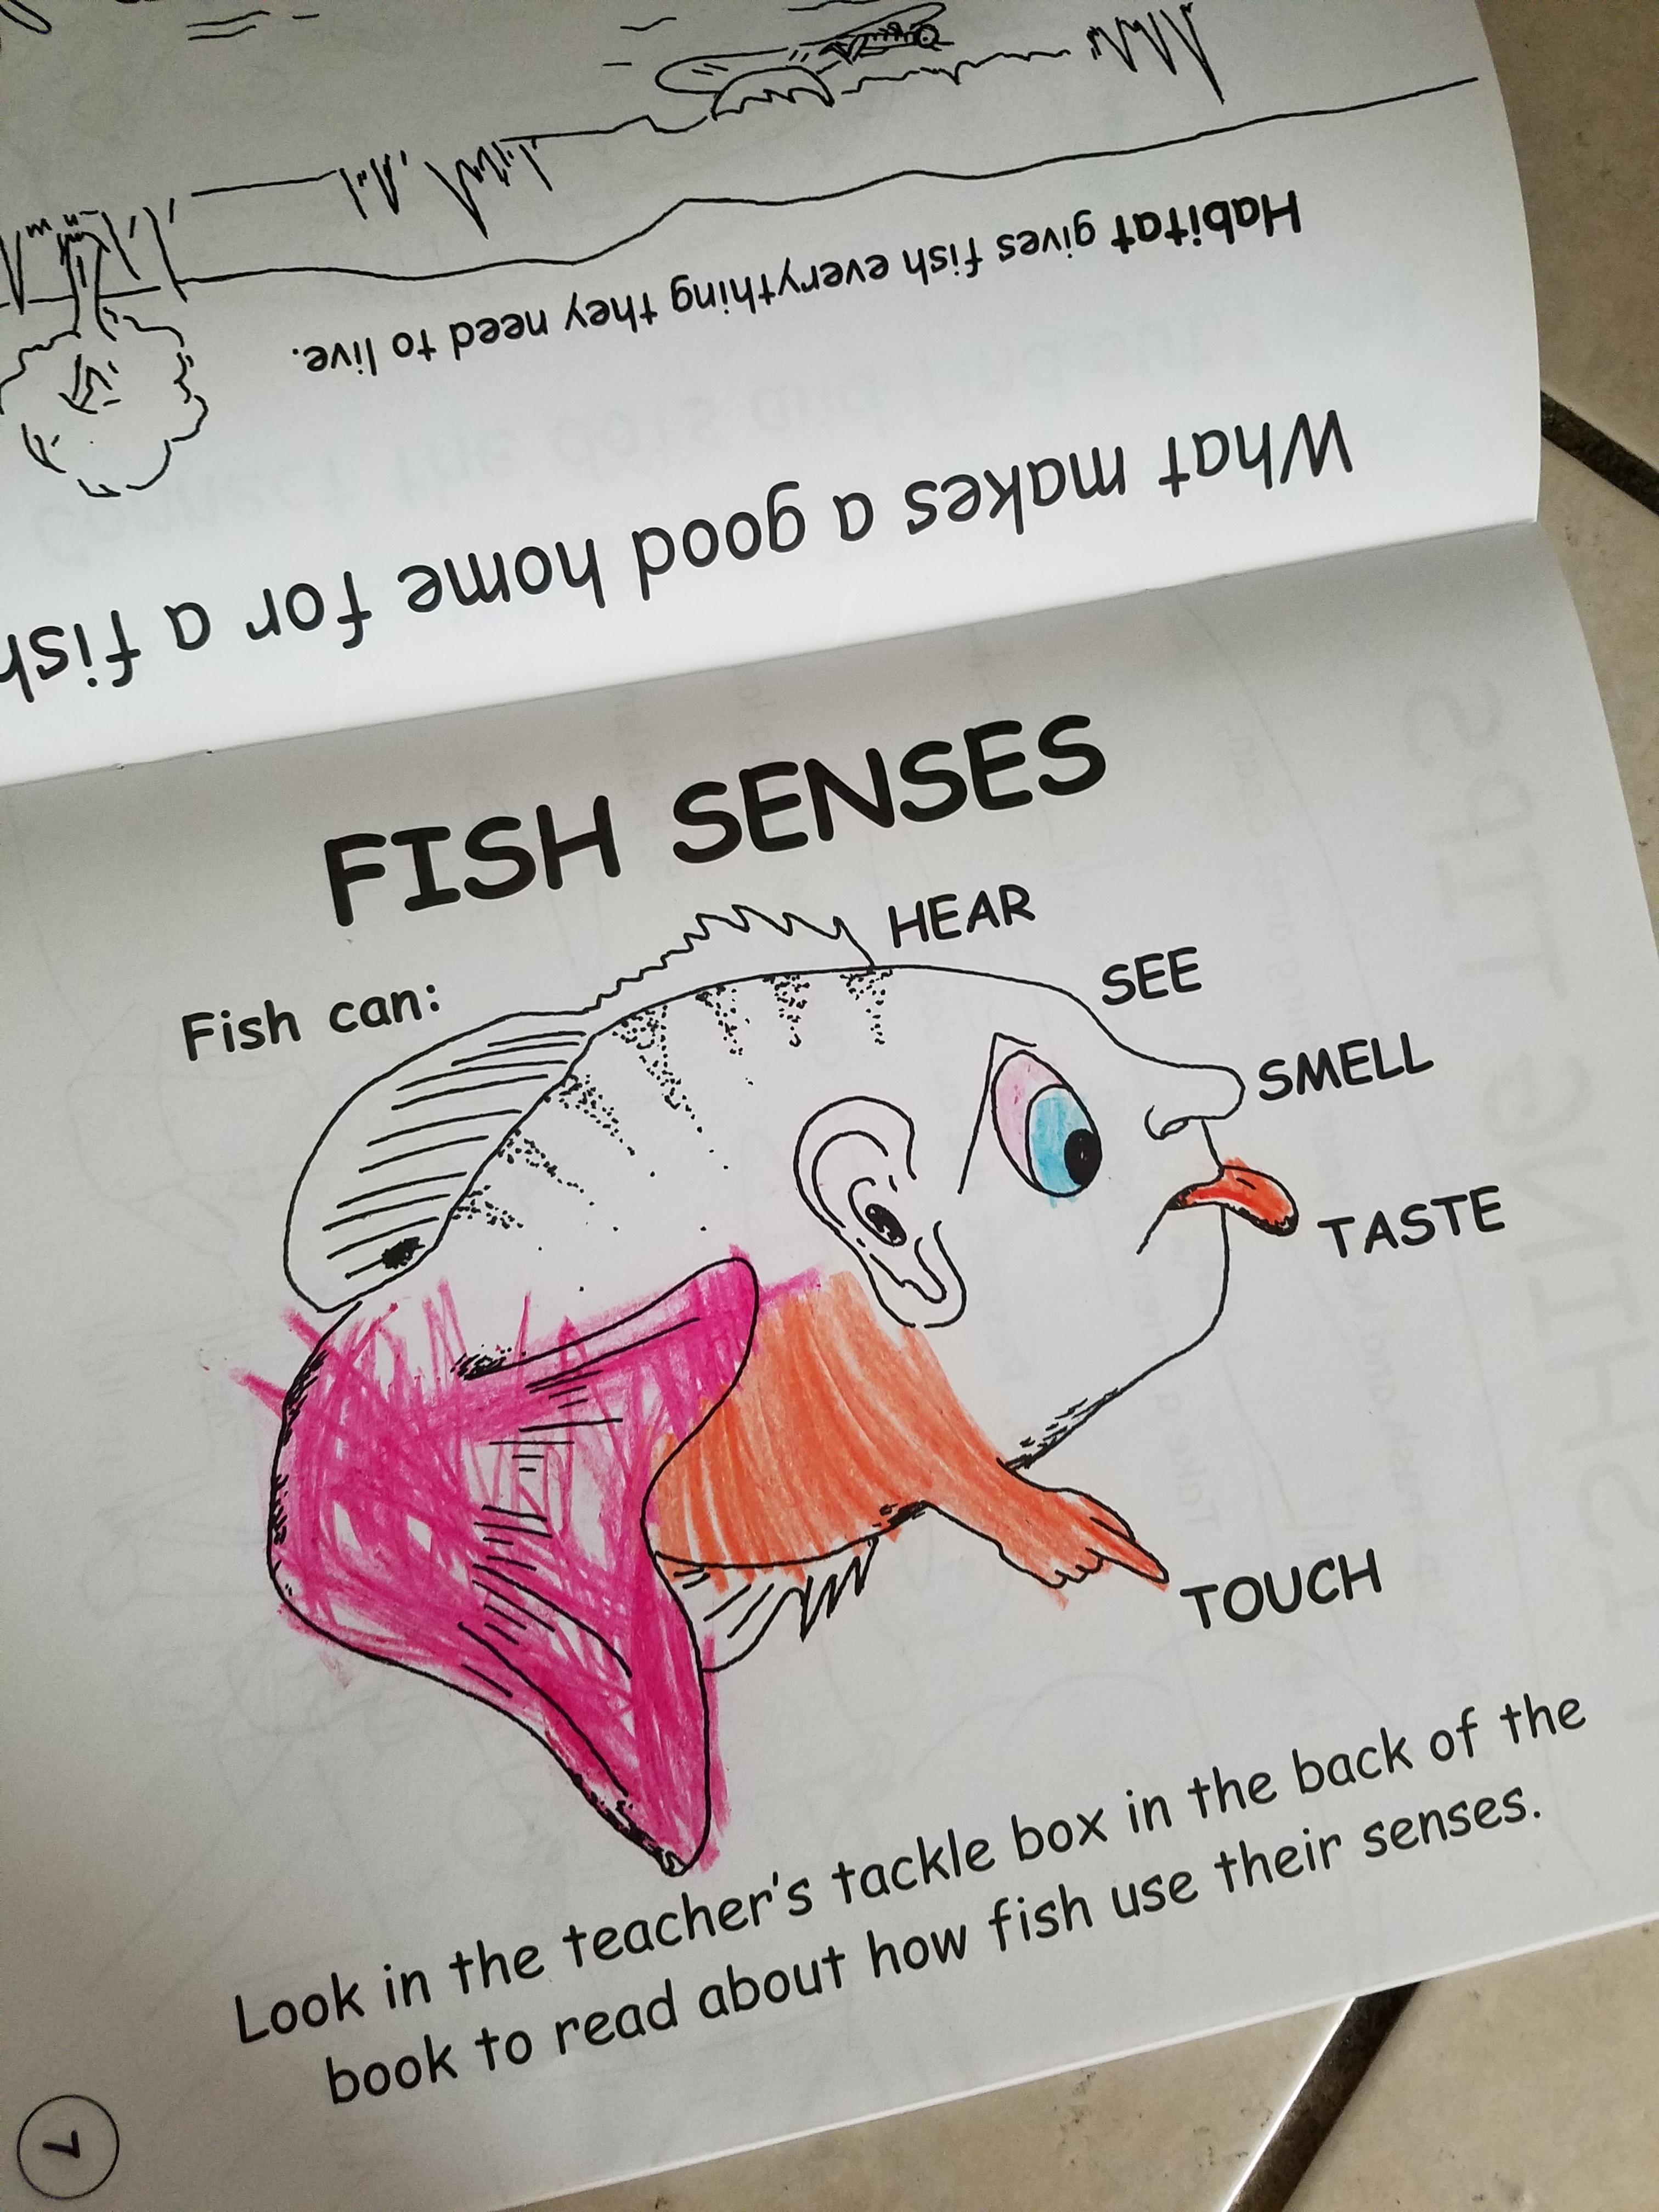 What makes a good home for a fish
Habitat gives fish everything they need to live.
FISH SENSES
Fish can:
HEAR
SEE
SMELL
TASTE
TOUCH
Look in the teacher's tackle box in the back of the
book to read about how fish use their senses.
7